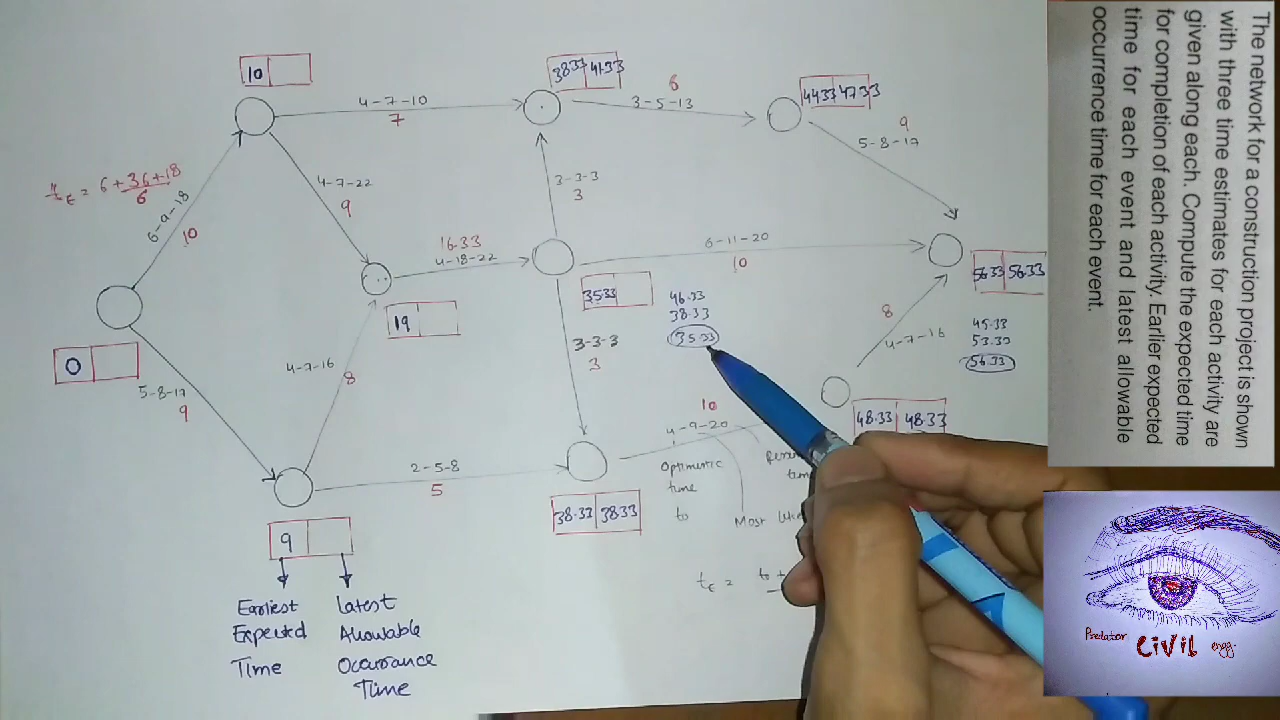 The network for a construction project is shown
with three time estimates for each activity are
given along each. Compute the expected time
for completion of each activity. Earlier expected
time for each event and latest allowable
occurrence time for each event.
10
38.33 41.33
44.33 47.33
4-7-10
7
6
3-5-13
9
5-8-17
tE = 6+36+18
6
6-9-18
10
4-7-22
9
3-3-3
3
16.33
4-18-22
6-11-20
10
56.33 56.33
35.33
19
0
46.33
38.33
35.33
3-3-3
3
8
4-7-16
45.33
53.33
56.33
4-7-16
8
5-8-17
9
48.33 48.33
10
4-9-20
2-5-8
5
Optimistic
time
to
Most
38.33 38.33
9
tE =
Earliest
Expected
Time
Latest
Allowable
Occurrance
Time
Predator CIVIL engg.